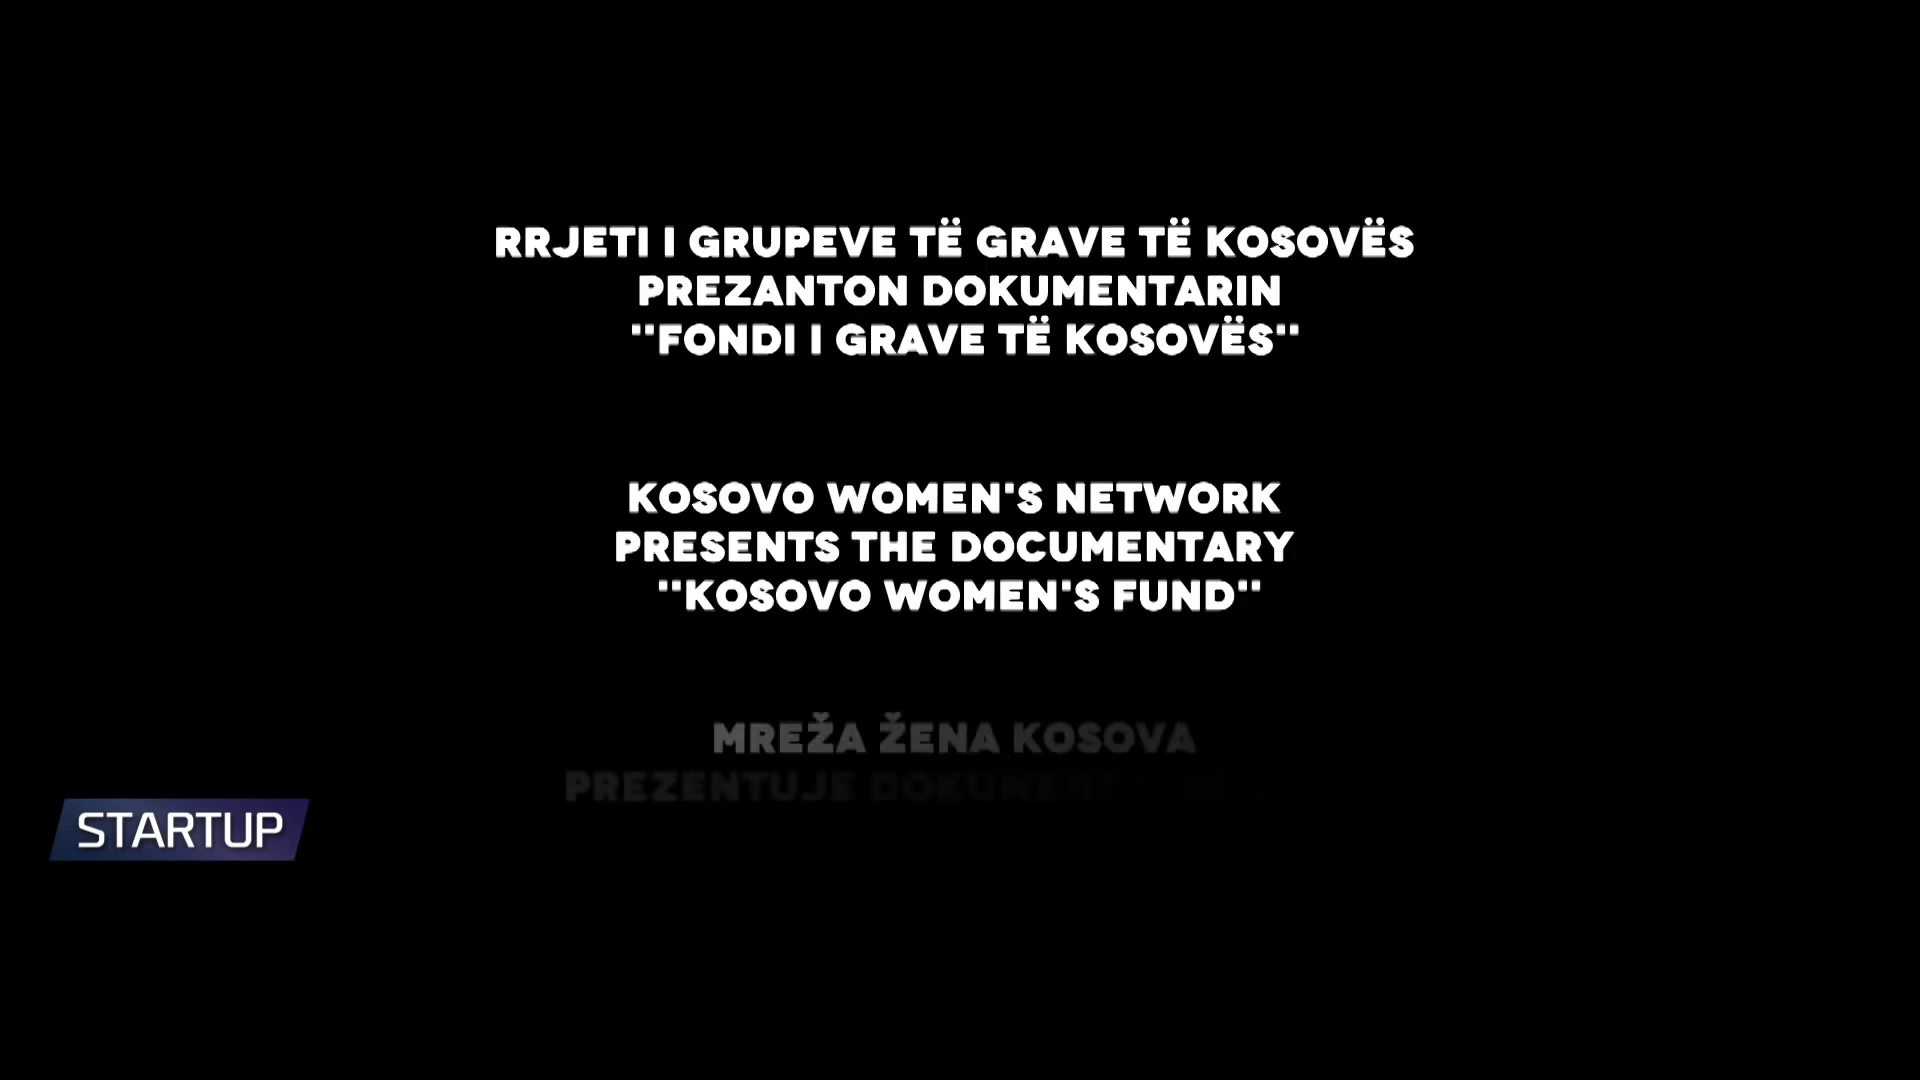 RRJETI I GRUPEVE TË GRAVE TË KOSOVËS
PREZANTON DOKUMENTARIN
"FONDI I GRAVE TË KOSOVËS"
KOSOVO WOMEN'S NETWORK
PRESENTS THE DOCUMENTARY
"KOSOVO WOMEN'S FUND"
MREŽA ŽENA KOSOVA
PREZENTUJE
STARTUP